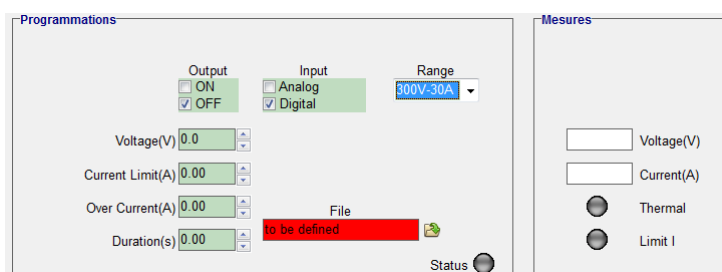 Programmations
Mesures
Output Input Range
ON Analog 300V-30A
OFF Digital
Voltage(V) 0.0 Voltage(V)
Current Limit(A) 0.00 Current(A)
Over Current(A) 0.00 File Thermal
to be defined
Duration(s) 0.00 Limit I
Status